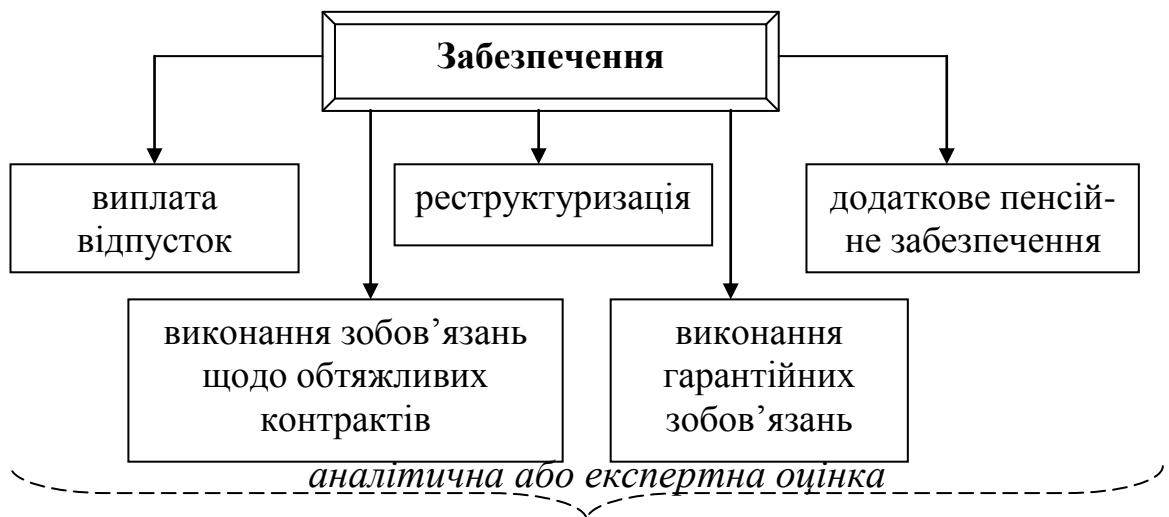 Забезпечення
виплата
відпусток
реструктуризація
додаткове пенсій-
не забезпечення
виконання зобов’язань
щодо обтяжливих
контрактів
виконання
гарантійних
зобов’язань
аналітична або експертна оцінка